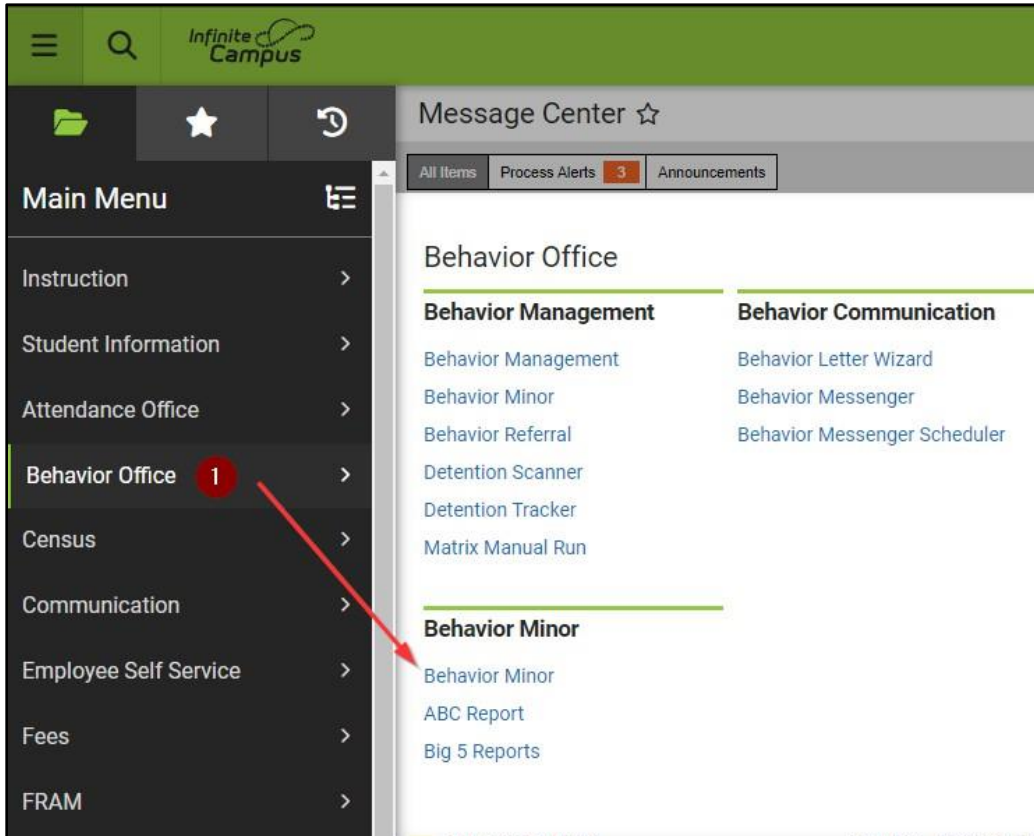 Infinite
Campus
Message Center
All Items Process Alerts 3 Announcements
Main Menu
Instruction
Student Information
Attendance Office
Behavior Office 1
Census
Communication
Employee Self Service
Fees
FRAM
Behavior Office
Behavior Management
Behavior Management
Behavior Minor
Behavior Referral
Detention Scanner
Detention Tracker
Matrix Manual Run
Behavior Communication
Behavior Letter Wizard
Behavior Messenger
Behavior Messenger Scheduler
Behavior Minor
Behavior Minor
ABC Report
Big 5 Reports